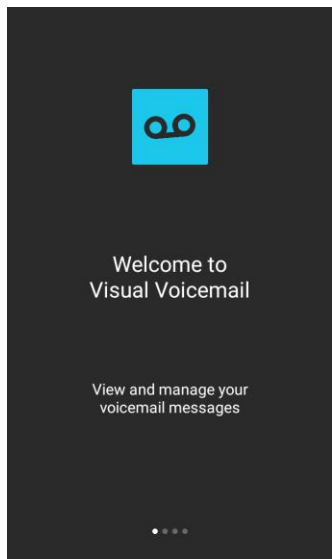 Welcome to
Visual Voicemail
View and manage your
voicemail messages